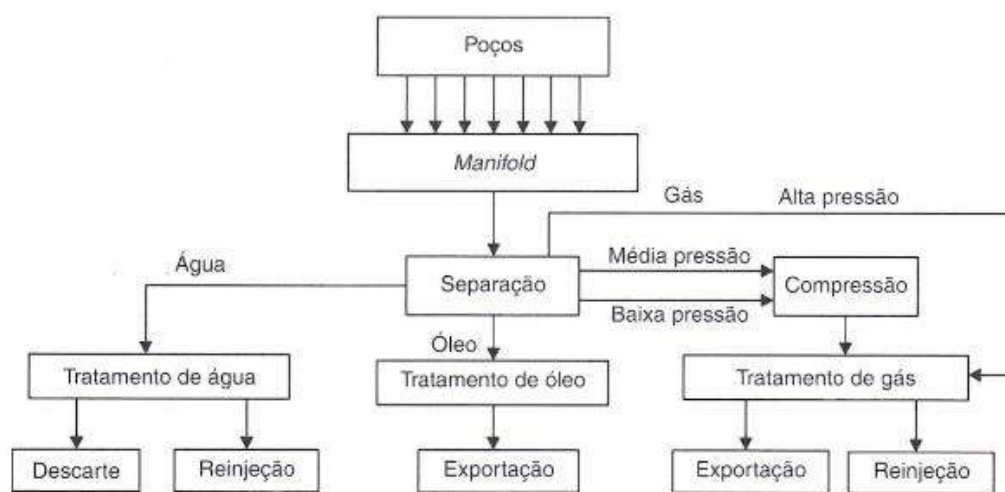 Poços
Manifold
Gás
Alta pressão
Água
Separação
Média pressão
Baixa pressão
Compressão
Óleo
Tratamento de água
Tratamento de óleo
Tratamento de gás
Descarte
Reinjeção
Exportação
Exportação
Reinjeção